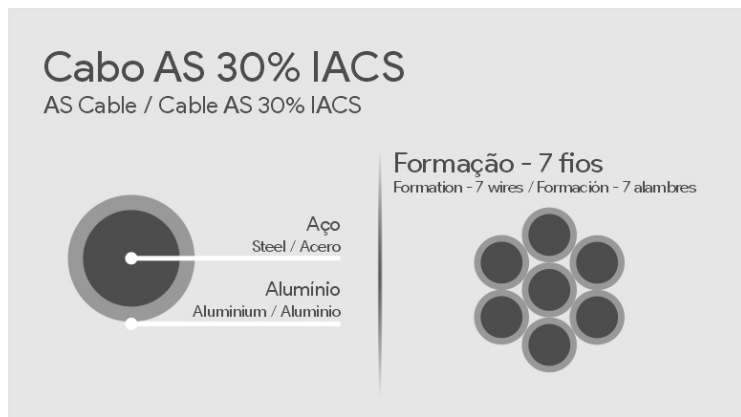 Cabo AS 30% IACS
AS Cable / Cable AS 30% IACS
Aço
Steel / Acero
Alumínio
Aluminium / Aluminio
Formação - 7 fios
Formation - 7 wires / Formación - 7 alambres